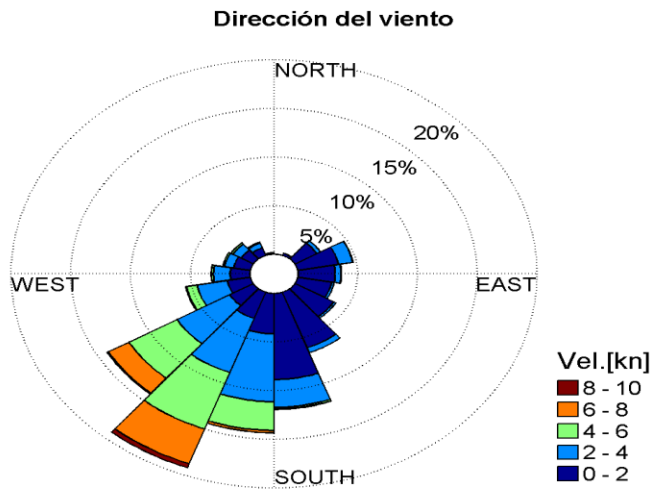 Dirección del viento
NORTH
20%
15%
10%
5%
WEST
EAST
SOUTH
Vel.[kn]
8 - 10
6 - 8
4 - 6
2 - 4
0 - 2